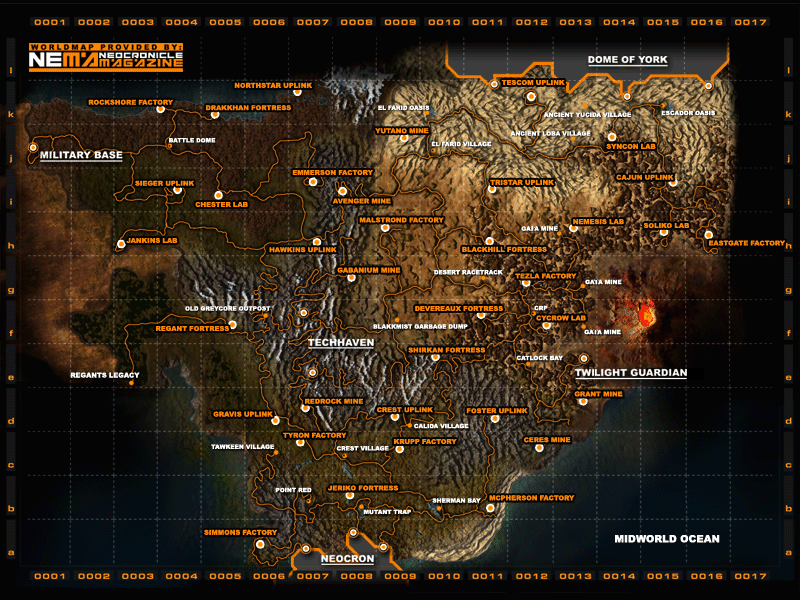 0001 0002 0003 0004 0005 0006 0007 0008 0009 0010 0011 0012 0013 0014 0015 0016 0017
WORLDMAP PROVIDED BY:
NEMA NEOCRONICLE MAGAZINE
DOME OF YORK
l l
TESCOM UPLINK
NORTHSTAR UPLINK
ROCKSHORE FACTORY
DRAKKHAN FORTRESS
EL FARID OASIS
ANCIENT YUCIDA VILLAGE
ESCADOR OASIS
k k
YUTANO MINE
ANCIENT LOBA VILLAGE
BATTLE DOME
EL FARID VILLAGE
SYNCON LAB
MILITARY BASE
j j
EMMERSON FACTORY
CAJUN UPLINK
SIEGER UPLINK
TRISTAR UPLINK
i i
CHESTER LAB
AVENGER MINE
MALSTROND FACTORY
NEMESIS LAB
GAIA MINE
SOLIKO LAB
JANKINS LAB
EASTGATE FACTORY
h h
HAWKINS UPLINK
BLACKHILL FORTRESS
GABANIUM MINE
DESERT RACETRACK
TEZLA FACTORY
GAIA MINE
g g
OLD GREYCORE OUTPOST
DEVEREAUX FORTRESS
CRP
CYCROW LAB
REGANT FORTRESS
BLAKKMIST GARBAGE DUMP
GAIA MINE
f f
TECHHAVEN
SHIRKAN FORTRESS
CATLOCK BAY
REGANTS LEGACY
TWILIGHT GUARDIAN
e e
GRANT MINE
REDROCK MINE
GRAVIS UPLINK
CREST UPLINK
FOSTER UPLINK
d d
CALIDA VILLAGE
TYRON FACTORY
KRUPP FACTORY
CERES MINE
TAWKEEN VILLAGE
CREST VILLAGE
c c
POINT RED
JERIKO FORTRESS
SHERMAN BAY
MCPHERSON FACTORY
b b
MUTANT TRAP
SIMMONS FACTORY
MIDWORLD OCEAN
a a
NEOCRON
0001 0002 0003 0004 0005 0006 0007 0008 0009 0010 0011 0012 0013 0014 0015 0016 0017